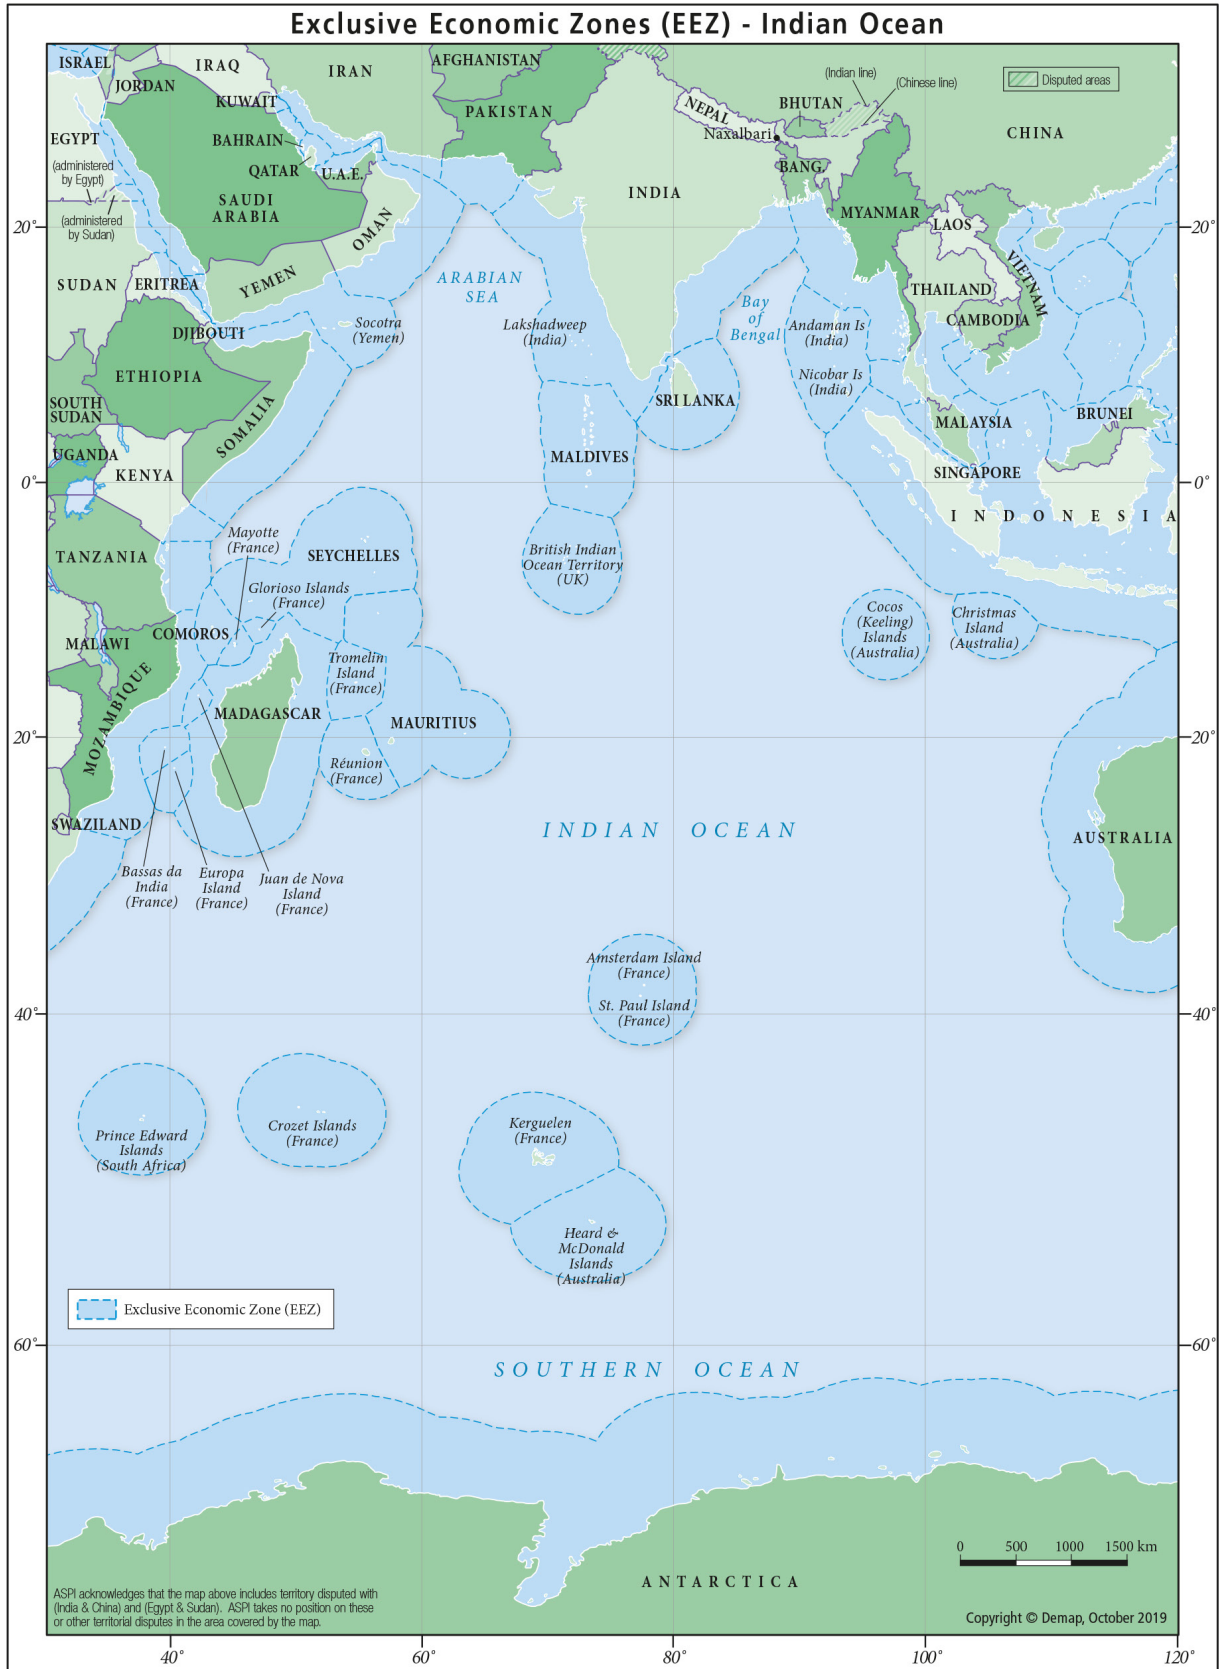 Exclusive Economic Zones (EEZ) - Indian Ocean
ISRAEL
JORDAN
IRAQ
KUWAIT
IRAN
AFGHANISTAN
PAKISTAN
NEPAL
BHUTAN
(Indian line)
(Chinese line)
Disputed areas
CHINA
Naxalbari
EGYPT
(administered
by Egypt)
(administered
by Sudan)
BAHRAIN
QATAR
U.A.E.
SAUDI
ARABIA
OMAN
INDIA
BANG.
MYANMAR
LAOS
VIETNAM
THAILAND
CAMBODIA
20°
20°
SUDAN
ERITREA
YEMEN
DJIBOUTI
ARABIAN
SEA
Socotra
(Yemen)
Lakshadweep
(India)
Bay
of
Bengal
Andaman Is
(India)
Nicobar Is
(India)
ETHIOPIA
SOUTH
SUDAN
SOMALIA
UGANDA
KENYA
SRI LANKA
MALDIVES
MALAYSIA
BRUNEI
SINGAPORE
INDONESIA
0°
0°
TANZANIA
Mayotte
(France)
SEYCHELLES
Glorioso Islands
(France)
British Indian
Ocean Territory
(UK)
COMOROS
MALAWI
MOZAMBIQUE
Tromelin
Island
(France)
Cocos
(Keeling)
Islands
(Australia)
Christmas
Island
(Australia)
MADAGASCAR
MAURITIUS
Réunion
(France)
20°
20°
SWAZILAND
Bassas da
India
(France)
Europa
Island
(France)
Juan de Nova
Island
(France)
INDIAN OCEAN
AUSTRALIA
Amsterdam Island
(France)
St. Paul Island
(France)
40°
40°
Prince Edward
Islands
(South Africa)
Crozet Islands
(France)
Kerguelen
(France)
Heard &
McDonald
Islands
(Australia)
Exclusive Economic Zone (EEZ)
60°
60°
SOUTHERN OCEAN
0 500 1000 1500 km
ANTARCTICA
ASPI acknowledges that the map above includes territory disputed with
(India & China) and (Egypt & Sudan). ASPI takes no position on these
or other territorial disputes in the area covered by the map.
Copyright © Demap, October 2019
40° 60° 80° 100° 120°